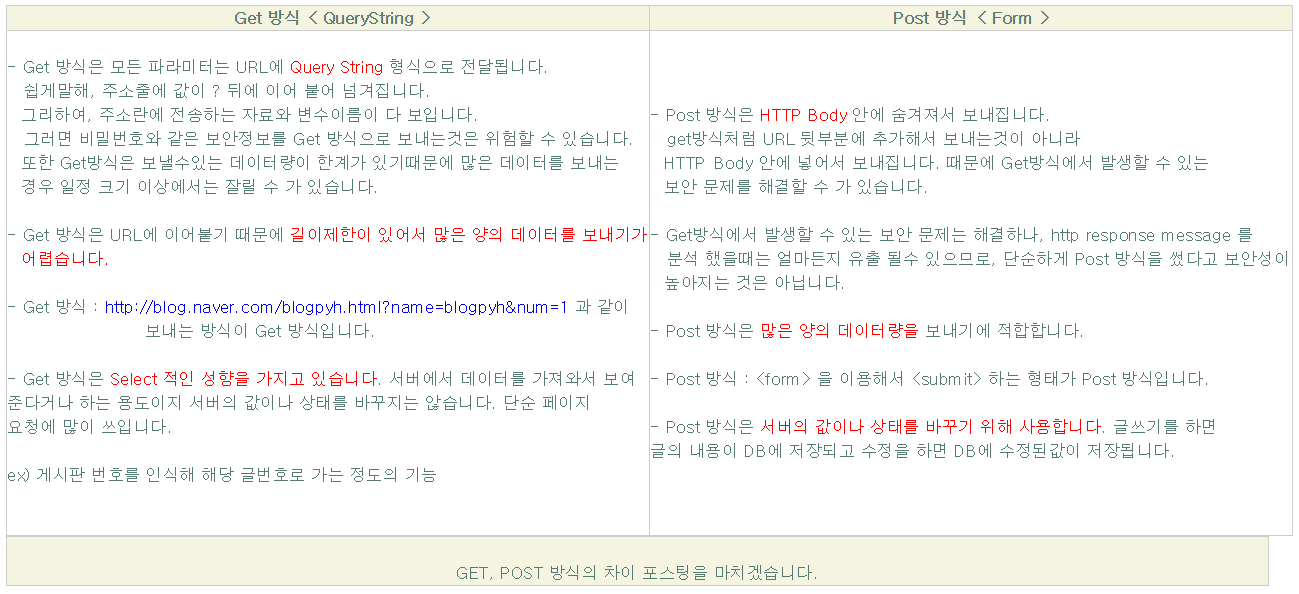 Get 방식 < QueryString >
- Get 방식은 모든 파라미터는 URL에 Query String 형식으로 전달됩니다.
쉽게말해, 주소줄에 값이 ? 뒤에 이어 붙어 넘겨집니다.
그리하여, 주소란에 전송하는 자료와 변수이름이 다 보입니다.
그러면 비밀번호와 같은 보안정보를 Get 방식으로 보내는것은 위험할 수 있습니다.
또한 Get방식은 보낼수있는 데이터량이 한계가 있기때문에 많은 데이터를 보내는
경우 일정 크기 이상에서는 잘릴 수 가 있습니다.
- Get 방식은 URL에 이어붙기 때문에 길이제한이 있어서 많은 양의 데이터를 보내기가
어렵습니다.
- Get 방식 : http://blog.naver.com/blogpyh.html?name=blogpyh&num=1 과 같이
보내는 방식이 Get 방식입니다.
- Get 방식은 Select 적인 성향을 가지고 있습니다. 서버에서 데이터를 가져와서 보여
준다거나 하는 용도이지 서버의 값이나 상태를 바꾸지는 않습니다. 단순 페이지
요청에 많이 쓰입니다.
ex) 게시판 번호를 인식해 해당 글번호로 가는 정도의 기능
Post 방식 < Form >
- Post 방식은 HTTP Body 안에 숨겨져서 보내집니다.
get방식처럼 URL 뒷부분에 추가해서 보내는것이 아니라
HTTP Body 안에 넣어서 보내집니다. 때문에 Get방식에서 발생할 수 있는
보안 문제를 해결할 수 가 있습니다.
- Get방식에서 발생할 수 있는 보안 문제는 해결하나, http response message 를
분석 했을때는 얼마든지 유출 될수 있으므로, 단순하게 Post 방식을 썼다고 보안성이
높아지는 것은 아닙니다.
- Post 방식은 많은 양의 데이터량을 보내기에 적합합니다.
- Post 방식 : <form> 을 이용해서 <submit> 하는 형태가 Post 방식입니다.
- Post 방식은 서버의 값이나 상태를 바꾸기 위해 사용합니다. 글쓰기를 하면
글의 내용이 DB에 저장되고 수정을 하면 DB에 수정된값이 저장됩니다.
GET, POST 방식의 차이 포스팅을 마치겠습니다.